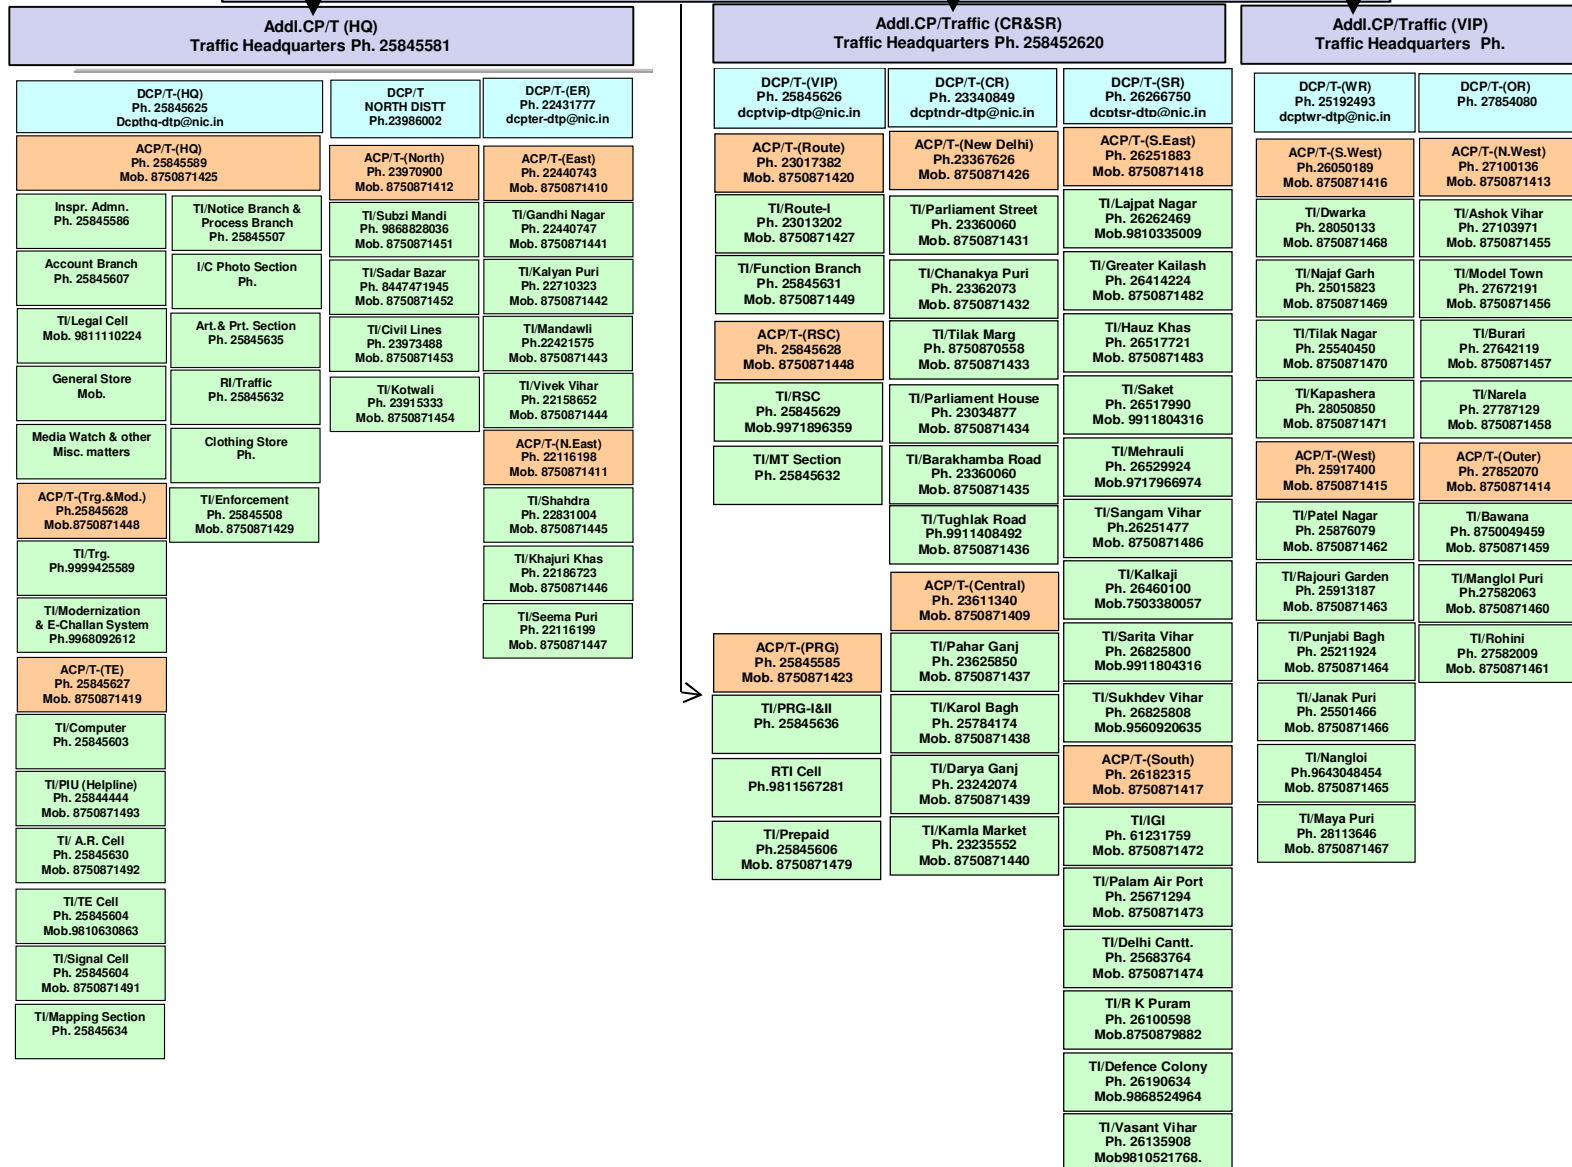 Addl.CP/T (HQ)
Traffic Headquarters Ph. 25845581
DCP/T-(HQ)
Ph. 25845625
Dcpthq-dtp@nic.in
ACP/T-(HQ)
Ph. 25845589
Mob. 8750871425
Inspr. Admn.
Ph. 25845586
Account Branch
Ph. 25845607
TI/Legal Cell
Mob. 9811110224
General Store
Mob.
Media Watch & other
Misc. matters
ACP/T-(Trg.&Mod.)
Ph.25845628
Mob.8750871448
TI/Trg.
Ph.9999425589
TI/Modernization
& E-Challan System
Ph.9968092612
ACP/T-(TE)
Ph. 25845627
Mob. 8750871419
TI/Computer
Ph. 25845603
TI/PIU (Helpline)
Ph. 25844444
Mob. 8750871493
TI/ A.R. Cell
Ph. 25845630
Mob. 8750871492
TI/TE Cell
Ph. 25845604
Mob.9810630863
TI/Signal Cell
Ph. 25845604
Mob. 8750871491
TI/Mapping Section
Ph. 25845634
TI/Notice Branch &
Process Branch
Ph. 25845507
I/C Photo Section
Ph.
Art.& Prt. Section
Ph. 25845635
RI/Traffic
Ph. 25845632
Clothing Store
Ph.
TI/Enforcement
Ph. 25845508
Mob. 8750871429
DCP/T
NORTH DISTT
Ph.23986002
ACP/T-(North)
Ph. 23970900
Mob. 8750871412
TI/Subzi Mandi
Ph. 9868828036
Mob. 8750871451
TI/Sadar Bazar
Ph. 8447471945
Mob. 8750871452
TI/Civil Lines
Ph. 23973488
Mob. 8750871453
TI/Kotwali
Ph. 23915333
Mob. 8750871454
DCP/T-(ER)
Ph. 22431777
dcpter-dtp@nic.in
ACP/T-(East)
Ph. 22440743
Mob. 8750871410
TI/Gandhi Nagar
Ph. 22440747
Mob. 8750871441
TI/Kalyan Puri
Ph. 22710323
Mob. 8750871442
TI/Mandawli
Ph.22421575
Mob. 8750871443
TI/Vivek Vihar
Ph. 22158652
Mob. 8750871444
ACP/T-(N.East)
Ph. 22116198
Mob. 8750871411
TI/Shahdra
Ph. 22831004
Mob. 8750871445
TI/Khajuri Khas
Ph. 22186723
Mob. 8750871446
TI/Seema Puri
Ph. 22116199
Mob. 8750871447
Addl.CP/Traffic (CR&SR)
Traffic Headquarters Ph. 258452620
DCP/T-(VIP)
Ph. 25845626
dcptvip-dtp@nic.in
ACP/T-(Route)
Ph. 23017382
Mob. 8750871420
TI/Route-I
Ph. 23013202
Mob. 8750871427
TI/Function Branch
Ph. 25845631
Mob. 8750871449
ACP/T-(RSC)
Ph. 25845628
Mob. 8750871448
TI/RSC
Ph. 25845629
Mob.9971896359
TI/MT Section
Ph. 25845632
ACP/T-(PRG)
Ph. 25845585
Mob. 8750871423
TI/PRG-I&II
Ph. 25845636
RTI Cell
Ph.9811567281
TI/Prepaid
Ph.25845606
Mob. 8750871479
DCP/T-(CR)
Ph. 23340849
dcptndr-dtp@nic.in
ACP/T-(New Delhi)
Ph.23367626
Mob. 8750871426
TI/Parliament Street
Ph. 23360060
Mob. 8750871431
TI/Chanakya Puri
Ph. 23362073
Mob. 8750871432
TI/Tilak Marg
Ph. 8750870558
Mob. 8750871433
TI/Parliament House
Ph. 23034877
Mob. 8750871434
TI/Barakhamba Road
Ph. 23360060
Mob. 8750871435
TI/Tughlak Road
Ph.9911408492
Mob. 8750871436
ACP/T-(Central)
Ph. 23611340
Mob. 8750871409
TI/Pahar Ganj
Ph. 23625850
Mob. 8750871437
TI/Karol Bagh
Ph. 25784174
Mob. 8750871438
TI/Darya Ganj
Ph. 23242074
Mob. 8750871439
TI/Kamla Market
Ph. 23235552
Mob. 8750871440
DCP/T-(SR)
Ph. 26266750
dcptsr-dtp@nic.in
ACP/T-(S.East)
Ph. 26251883
Mob. 8750871418
TI/Lajpat Nagar
Ph. 26262469
Mob.9810335009
TI/Greater Kailash
Ph. 26414224
Mob. 8750871482
TI/Hauz Khas
Ph. 26517721
Mob. 8750871483
TI/Saket
Ph. 26517990
Mob. 9911804316
TI/Mehrauli
Ph. 26529924
Mob.9717966974
TI/Sangam Vihar
Ph.26251477
Mob. 8750871486
TI/Kalkaji
Ph. 26460100
Mob.7503380057
TI/Sarita Vihar
Ph. 26825800
Mob.9911804316
TI/Sukhdev Vihar
Ph. 26825808
Mob.9560920635
ACP/T-(South)
Ph. 26182315
Mob. 8750871417
TI/IGI
Ph. 61231759
Mob. 8750871472
TI/Palam Air Port
Ph. 25671294
Mob. 8750871473
TI/Delhi Cantt.
Ph. 25683764
Mob. 8750871474
TI/R K Puram
Ph. 26100598
Mob.8750879882
TI/Defence Colony
Ph. 26190634
Mob.9868524964
TI/Vasant Vihar
Ph. 26135908
Mob9810521768.
Addl.CP/Traffic (VIP)
Traffic Headquarters Ph.
DCP/T-(WR)
Ph. 25192493
dcptwr-dtp@nic.in
ACP/T-(S.West)
Ph.26050189
Mob. 8750871416
TI/Dwarka
Ph. 28050133
Mob. 8750871468
TI/Najaf Garh
Ph. 25015823
Mob. 8750871469
TI/Tilak Nagar
Ph. 25540450
Mob. 8750871470
TI/Kapashera
Ph. 28050850
Mob. 8750871471
ACP/T-(West)
Ph. 25917400
Mob. 8750871415
TI/Patel Nagar
Ph. 25876079
Mob. 8750871462
TI/Rajouri Garden
Ph. 25913187
Mob. 8750871463
TI/Punjabi Bagh
Ph. 25211924
Mob. 8750871464
TI/Janak Puri
Ph. 25501466
Mob. 8750871466
TI/Nangloi
Ph.9643048454
Mob. 8750871465
TI/Maya Puri
Ph. 28113646
Mob. 8750871467
DCP/T-(OR)
Ph. 27854080
ACP/T-(N.West)
Ph. 27100136
Mob. 8750871413
TI/Ashok Vihar
Ph. 27103971
Mob. 8750871455
TI/Model Town
Ph. 27672191
Mob. 8750871456
TI/Burari
Ph. 27642119
Mob. 8750871457
TI/Narela
Ph. 27787129
Mob. 8750871458
ACP/T-(Outer)
Ph. 27852070
Mob. 8750871414
TI/Bawana
Ph. 8750049459
Mob. 8750871459
TI/Manglol Puri
Ph.27582063
Mob. 8750871460
TI/Rohini
Ph. 27582009
Mob. 8750871461